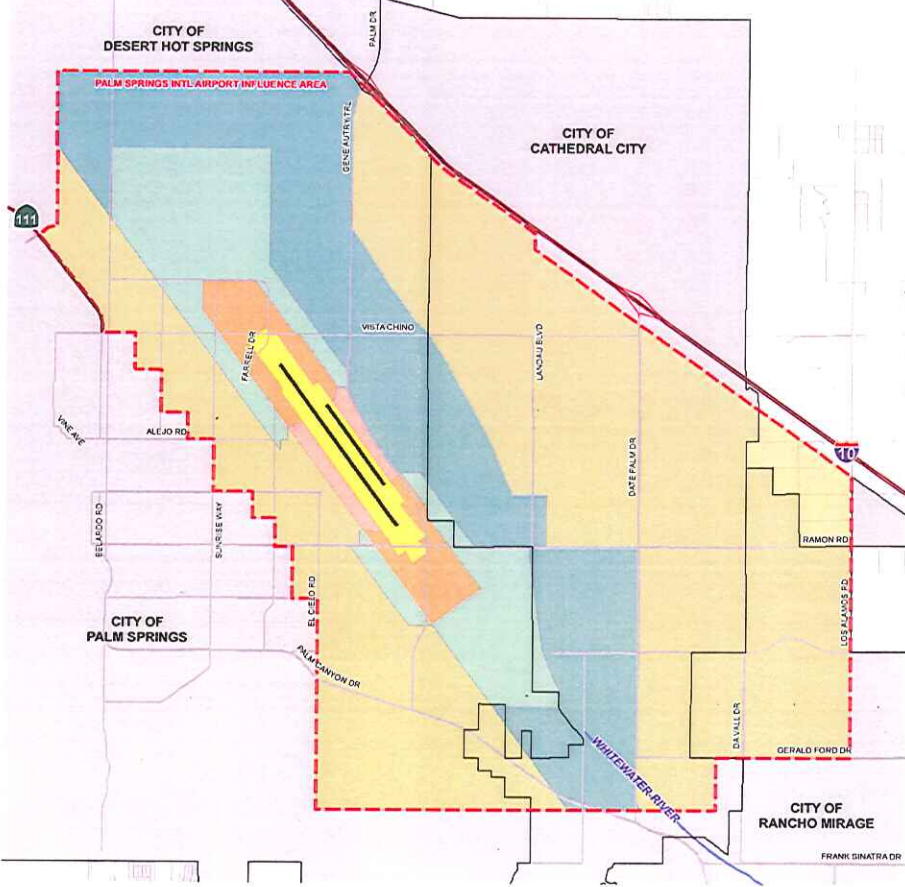 CITY OF
DESERT HOT SPRINGS
PALM DR
PALM SPRINGS INTL AIRPORT INFLUENCE AREA
GENE AUTRY TRL
CITY OF
CATHEDRAL CITY
111
VISTA CHINO
FARRELL DR
LANDAU BLVD
VINE AVE
ALEJO RD
DATE PALM DR
10
BELARDO RD
SUNRISE WAY
RAMON RD
EL CIELO RD
LOS ALAMOS RD
CITY OF
PALM SPRINGS
PALM CANYON DR
DA VALL DR
GERALD FORD DR
WHITEWATER RIVER
CITY OF
RANCHO MIRAGE
FRANK SINATRA DR